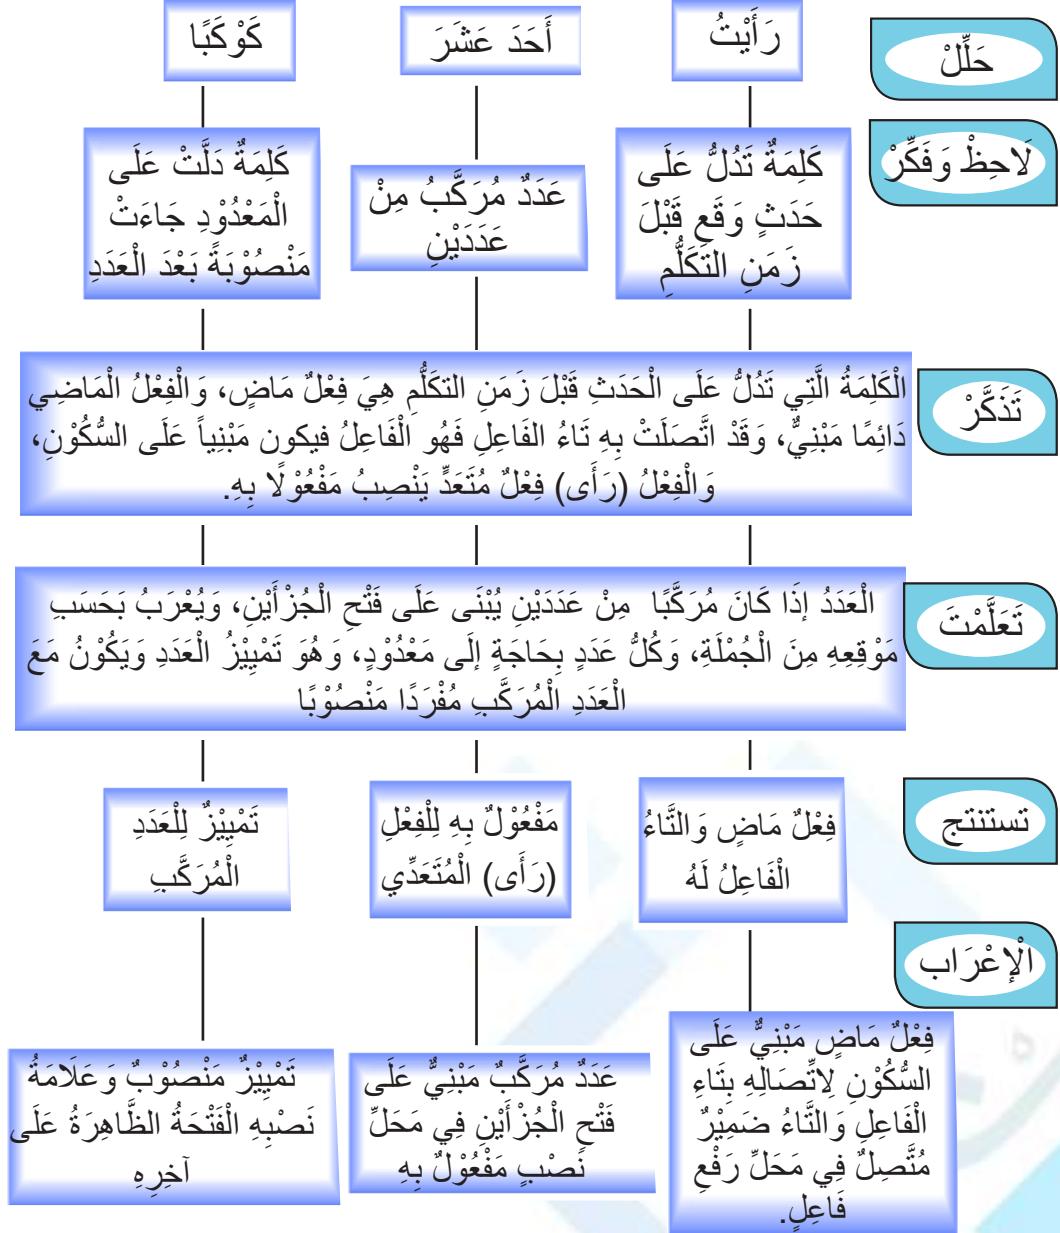 حَلِّلْ
رَأَيْتُ
أَحَدَ عَشَرَ
كَوْكَبًا
لَاحِظْ وَفَكِّرْ
كَلِمَةٌ تَدُلُّ عَلَى
حَدَثٍ وَقَعِ قَبْلَ
زَمَنِ التَكَلُّمِ
عَدَدٌ مُرَكَّبُ مِنْ
عَدَدَيْنِ
كَلِمَةٌ دَلَّتْ عَلَى
الْمَعْدُوْدِ جَاءَتْ
مَنْصُوْبَةً بَعْدَ الْعَدَدِ
تَذَكَّرْ
الْكَلِمَةُ الَّتِي تَدُلُّ عَلَى الْحَدَثِ قَبْلَ زَمَنِ التكَلُّمِ هِيَ فِعْلٌ مَاضٍ، وَالْفِعْلُ الْمَاضِي
دَائِمًا مَبْنِيٌّ، وَقَدْ اتَّصَلَتْ بِهِ تَاءُ الفَاعِلِ فَهُو الْفَاعِلُ فيكون مَبْنِياً عَلَى السُّكُوْنِ،
وَالْفِعْلُ (رَأَى) فِعْلٌ مُتَعَدٍّ يَنْصِبُ مَفْعُوْلًا بِهِ.
تَعَلَّمْتَ
الْعَدَدُ إذَا كَانَ مُرَكَّبًا مِنْ عَدَدَيْنِ يُبْنَى عَلَى فَتْحِ الْجُزْأَيْنِ، وَيُعْرَبُ بَحَسَبِ
مَوْقِعِهِ مِنَ الْجُمْلَةِ، وَكُلُّ عَدَدٍ بِحَاجَةٍ إلَى مَعْدُوْدٍ، وَهُوَ تَمْيِيْزُ الْعَدَدِ وَيَكُوْنُ مَعَ
الْعَدَدِ الْمُرَكَّبِ مُفْرَدًا مَنْصُوْبًا
تستنتج
فِعْلٌ مَاضٍ وَالتَّاءُ
الْفَاعِلُ لَهُ
مَفْعُوْلٌ بِهِ لِلْفِعْلِ
(رَأَى) الْمُتَعَدِّي
تَمْيِيْزٌ لِلْعَدَدِ
الْمُرَكَّبِ
الْإعْرَاب
فِعْلٌ مَاضٍ مَبْنِيٌّ عَلَى
السُّكُوْنِ لِاتِّصَالِهِ بِتَاءِ
الْفَاعِلِ وَالتَّاءُ ضَمِيْرٌ
مُتَّصِلٌ فِي مَحَلِّ رَفْعِ
فَاعِلٍ.
عَدَدٌ مُرَكَّبٌ مَبْنِيٌّ عَلَى
فَتْحِ الْجُزْأَيْنِ فِي مَحَلِّ
نَصْبٍ مَفْعُوْلٌ بِهِ
تَمْيِيْزٌ مَنْصُوْبٌ وَعَلَامَةُ
نَصْبِهِ الْفَتْحَةُ الظَّاهِرَةُ عَلَى
آخِرِهِ